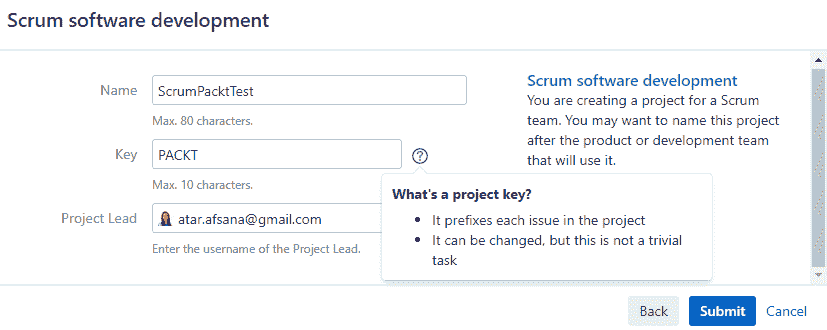 Scrum software development
Name
ScrumPacktTest
Max. 80 characters.
Key
PACKT
Max. 10 characters.
Project Lead
atar.afsana@gmail.com
Enter the username of the Project Lead.
Scrum software development
You are creating a project for a Scrum
team. You may want to name this project
after the product or development team
that will use it.
What's a project key?
It prefixes each issue in the project
It can be changed, but this is not a trivial
task
Back
Submit
Cancel